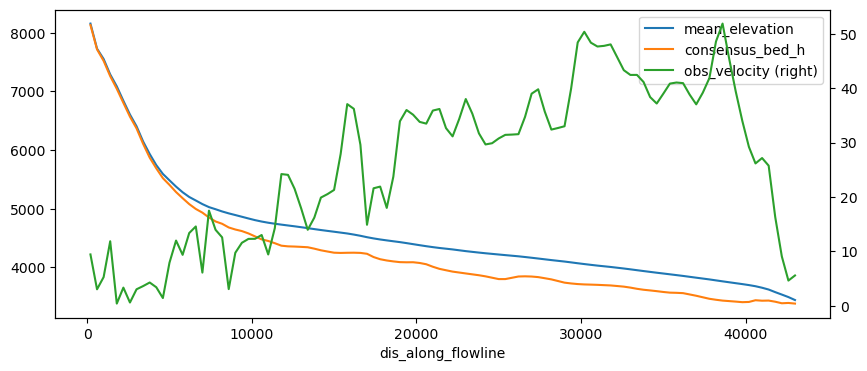 mean_elevation
consensus_bed_h
obs_velocity (right)
8000
7000
6000
5000
4000
50
40
30
20
10
0
0 10000 20000 30000 40000
dis_along_flowline